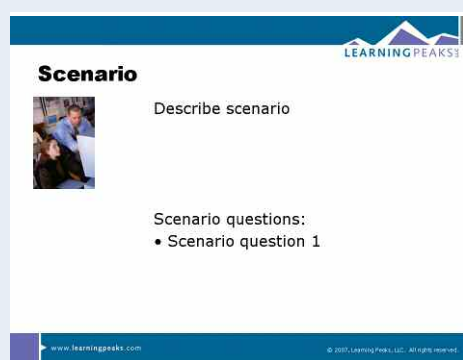 LEARNINGPEAKS LLC
Scenario
Describe scenario
Scenario questions:
• Scenario question 1
www.learningpeaks.com
© 2007, Learning Peaks, LLC. All rights reserved.